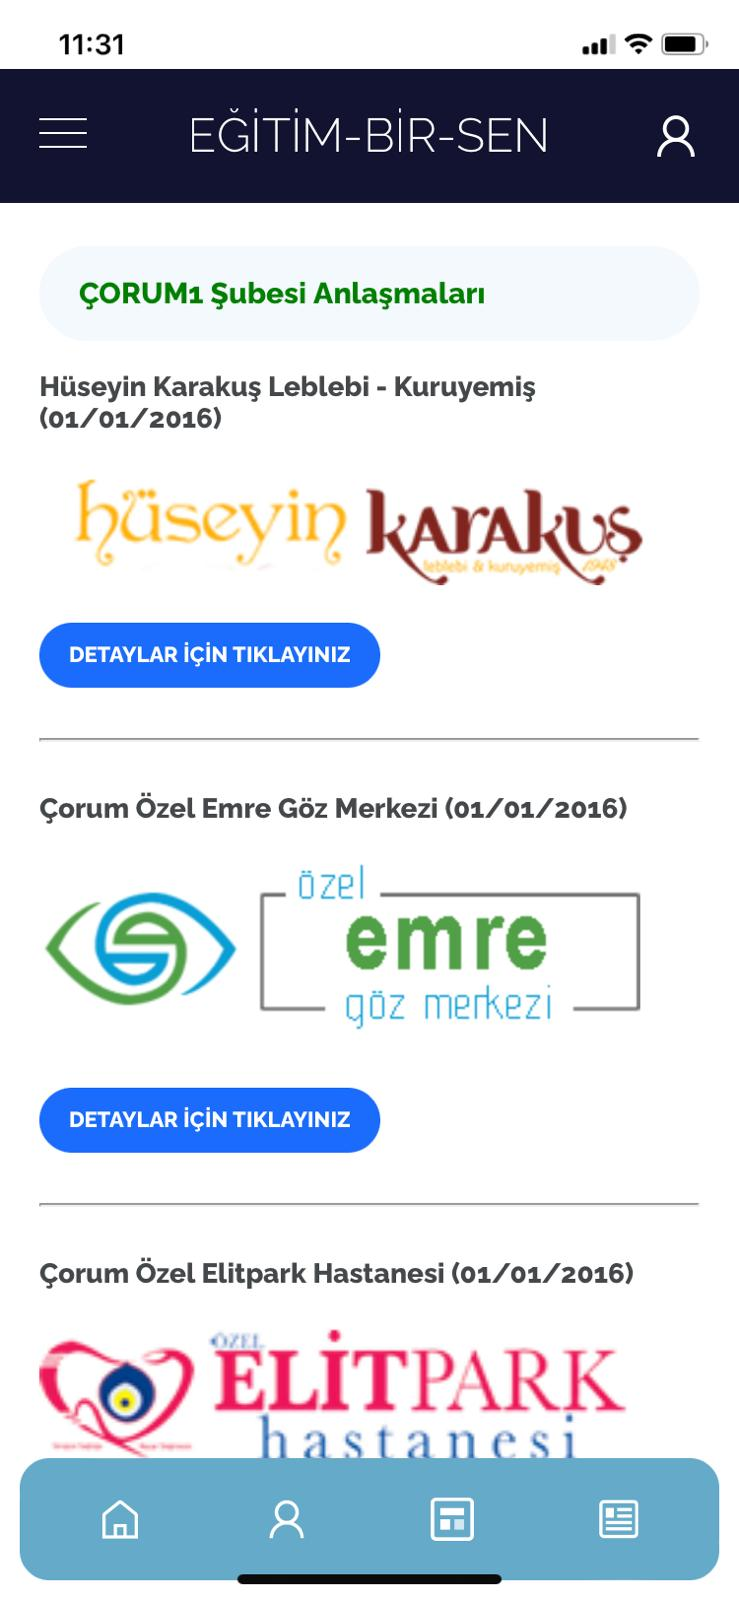 11:31
EĞİTİM-BİR-SEN
ÇORUM1 Şubesi Anlaşmaları
Hüseyin Karakuş Leblebi - Kuruyemiş
(01/01/2016)
hüseyin karakuş
leblebi & kuruyemiş 1948
DETAYLAR İÇİN TIKLAYINIZ
Çorum Özel Emre Göz Merkezi (01/01/2016)
özel
emre
göz merkezi
DETAYLAR İÇİN TIKLAYINIZ
Çorum Özel Elitpark Hastanesi (01/01/2016)
ÖZEL
ELİTPARK
hastanesi